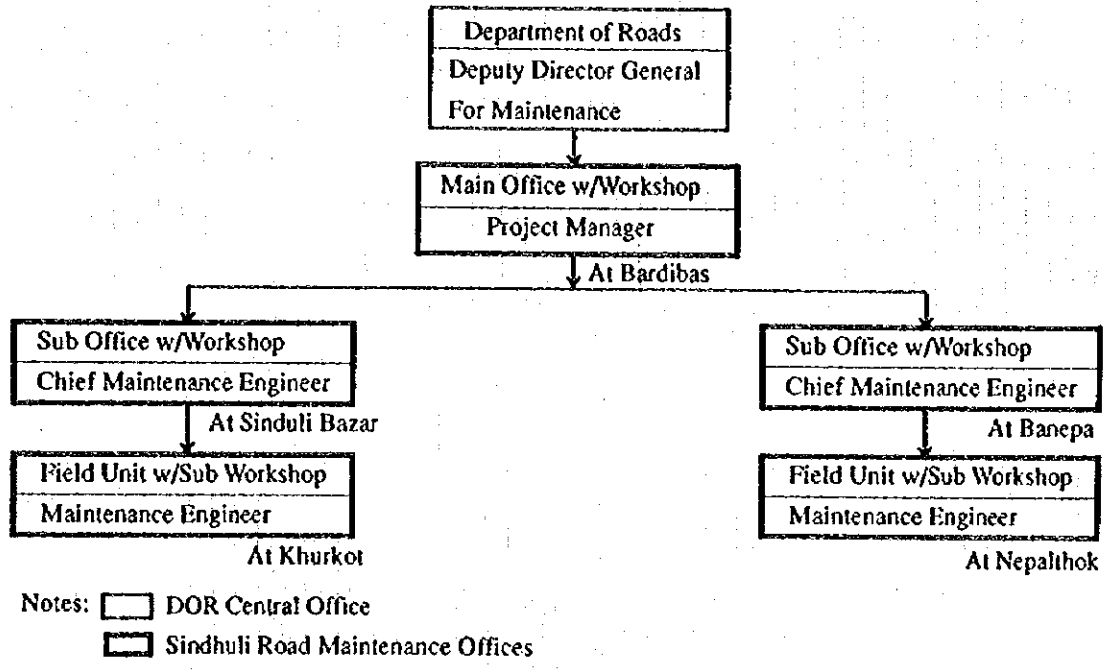 Department of Roads
Deputy Director General
For Maintenance
Main Office w/Workshop
Project Manager
At Bardibas
Sub Office w/Workshop
Chief Maintenance Engineer
At Sinduli Bazar
Field Unit w/Sub Workshop
Maintenance Engineer
At Khurkot
Sub Office w/Workshop
Chief Maintenance Engineer
At Banepa
Field Unit w/Sub Workshop
Maintenance Engineer
At Nepalthok
Notes:
DOR Central Office
Sindhuli Road Maintenance Offices